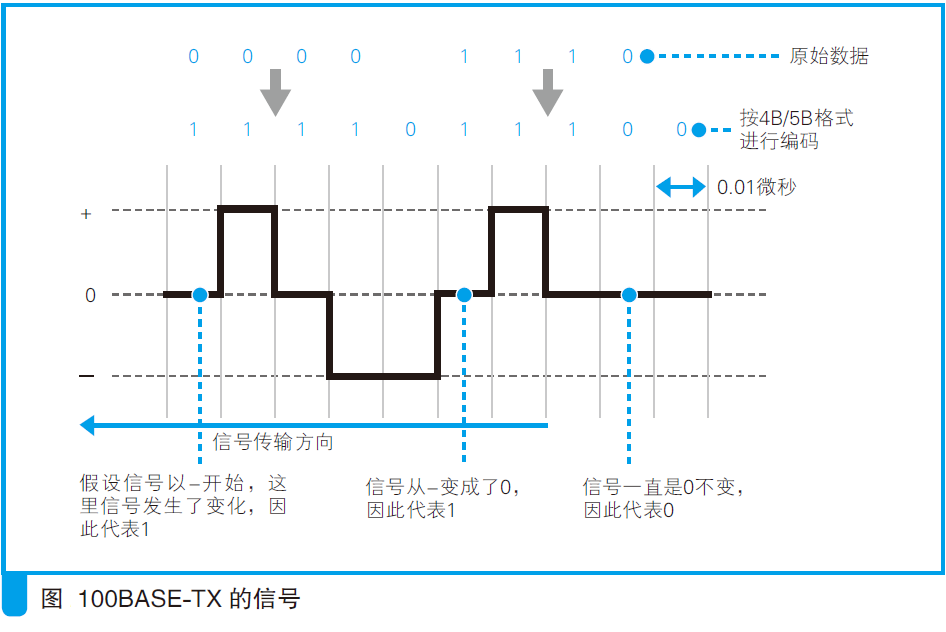 0 0 0 0 1 1 1 0 原始数据
1 1 1 1 0 1 1 1 0 0 按4B/5B格式
进行编码
0.01微秒
+
0
−
信号传输方向
假设信号以–开始，这
里信号发生了变化，因
此代表1
信号从–变成了0，
因此代表1
信号一直是0不变，
因此代表0
图 100BASE-TX 的信号